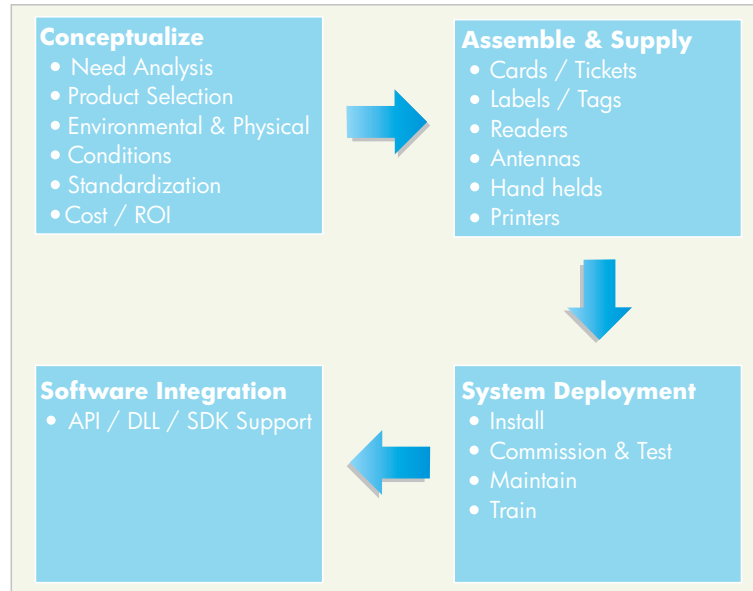 Conceptualize
• Need Analysis
• Product Selection
• Environmental & Physical
• Conditions
• Standardization
• Cost / ROI
Assemble & Supply
• Cards / Tickets
• Labels / Tags
• Readers
• Antennas
• Hand helds
• Printers
System Deployment
• Install
• Commission & Test
• Maintain
• Train
Software Integration
• API / DLL / SDK Support